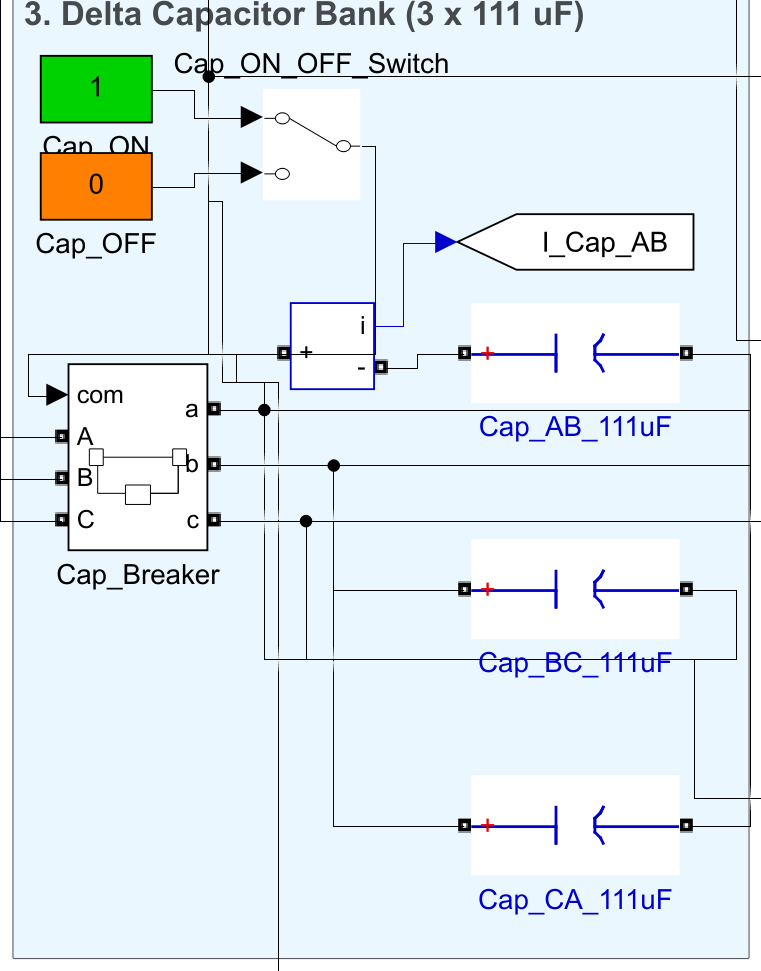 3. Delta Capacitor Bank (3 x 111 uF)
Cap_ON_OFF_Switch
1
Cap_ON
0
Cap_OFF
I_Cap_AB
i
+
-
+
Cap_AB_111uF
com
A
B
C
a
b
c
Cap_Breaker
+
Cap_BC_111uF
+
Cap_CA_111uF